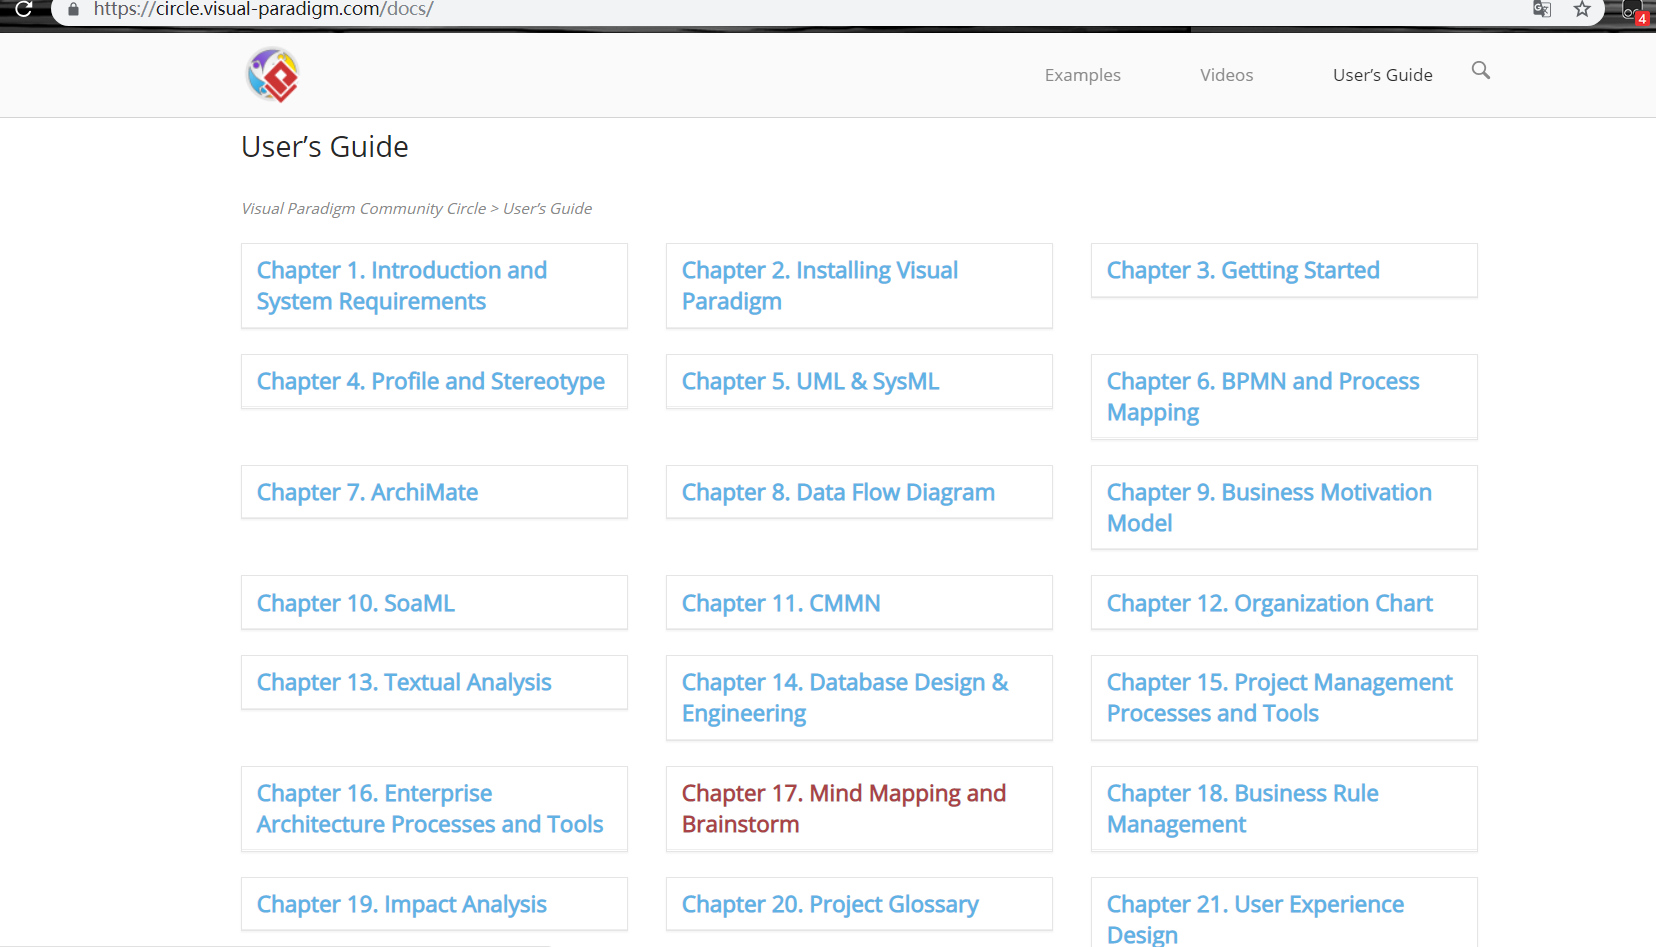 https://circle.visual-paradigm.com/docs/
4
Examples
Videos
User’s Guide
User’s Guide
Visual Paradigm Community Circle > User’s Guide
Chapter 1. Introduction and
System Requirements
Chapter 2. Installing Visual
Paradigm
Chapter 3. Getting Started
Chapter 4. Profile and Stereotype
Chapter 5. UML & SysML
Chapter 6. BPMN and Process
Mapping
Chapter 7. ArchiMate
Chapter 8. Data Flow Diagram
Chapter 9. Business Motivation
Model
Chapter 10. SoaML
Chapter 11. CMMN
Chapter 12. Organization Chart
Chapter 13. Textual Analysis
Chapter 14. Database Design &
Engineering
Chapter 15. Project Management
Processes and Tools
Chapter 16. Enterprise
Architecture Processes and Tools
Chapter 17. Mind Mapping and
Brainstorm
Chapter 18. Business Rule
Management
Chapter 19. Impact Analysis
Chapter 20. Project Glossary
Chapter 21. User Experience
Design